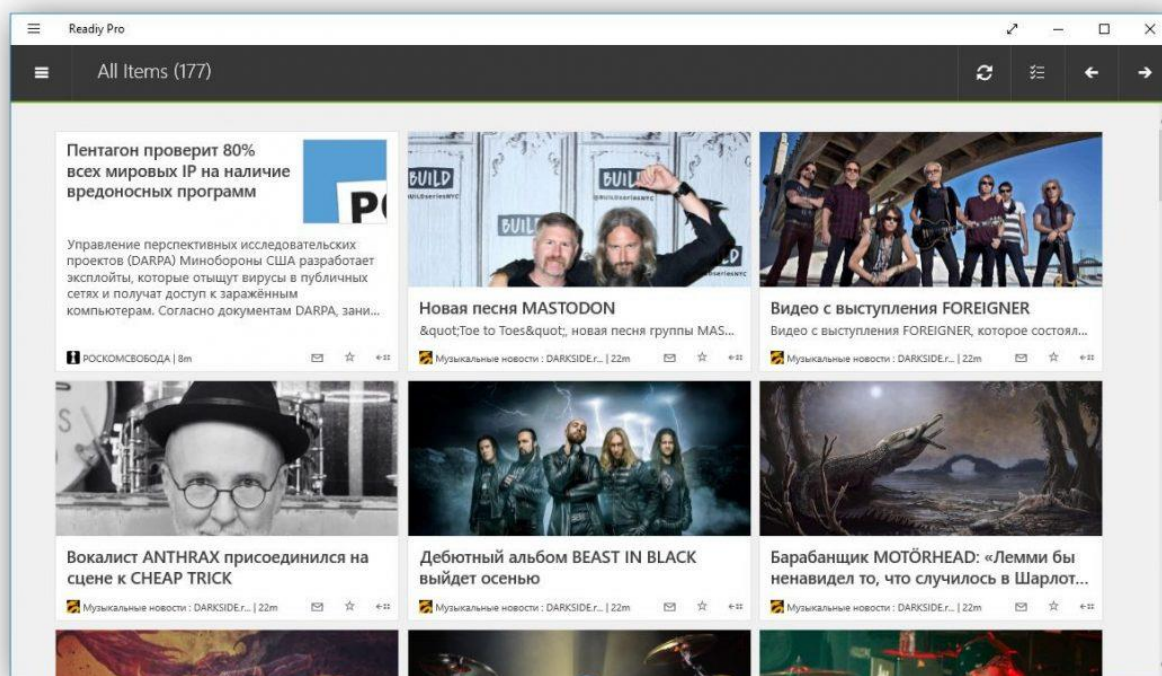 Readiy Pro
All Items (177)
Пентагон проверит 80%
всех мировых IP на наличие
вредоносных программ
Управление перспективных исследовательских
проектов (DARPA) Минобороны США разработает
эксплойты, которые отыщут вирусы в публичных
сетях и получат доступ к заражённым
компьютерам. Согласно документам DARPA, зани...
РОСКОМСВОБОДА | 8m
BUILD
BUILD
BUILD
Новая песня MASTODON
&quot;Toe to Toes&quot;, новая песня группы MAS...
Музыкальные новости : DARKSIDE.r... | 22m
Видео с выступления FOREIGNER
Видео с выступления FOREIGNER, которое состоял...
Музыкальные новости : DARKSIDE.r... | 22m
Вокалист ANTHRAX присоединился на
сцене к CHEAP TRICK
Музыкальные новости : DARKSIDE.r... | 22m
Дебютный альбом BEAST IN BLACK
выйдет осенью
Музыкальные новости : DARKSIDE.r... | 22m
Барабанщик MOTÖRHEAD: «Лемми бы
ненавидел то, что случилось в Шарлот...
Музыкальные новости : DARKSIDE.r... | 22m